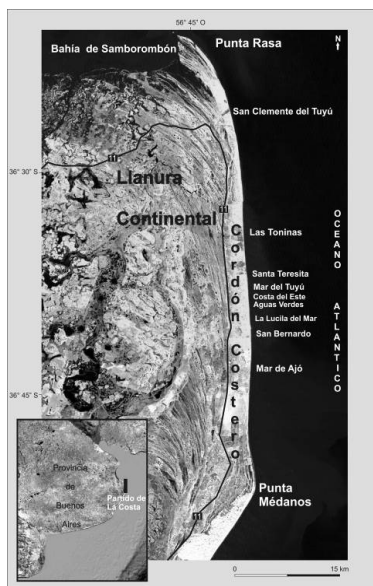 56° 45' O
Bahía de Samborombón
Punta Rasa
N
San Clemente del Tuyú
36° 30' S
Llanura
Continental
Las Toninas
Santa Teresita
Mar del Tuyú
Costa del Este
Aguas Verdes
La Lucila del Mar
San Bernardo
Mar de Ajó
Cordón Costero
OCEANO ATLANTICO
36° 45' S
Punta
Médanos
Provincia
de
Buenos
Aires
Partido de
La Costa
0 15 km